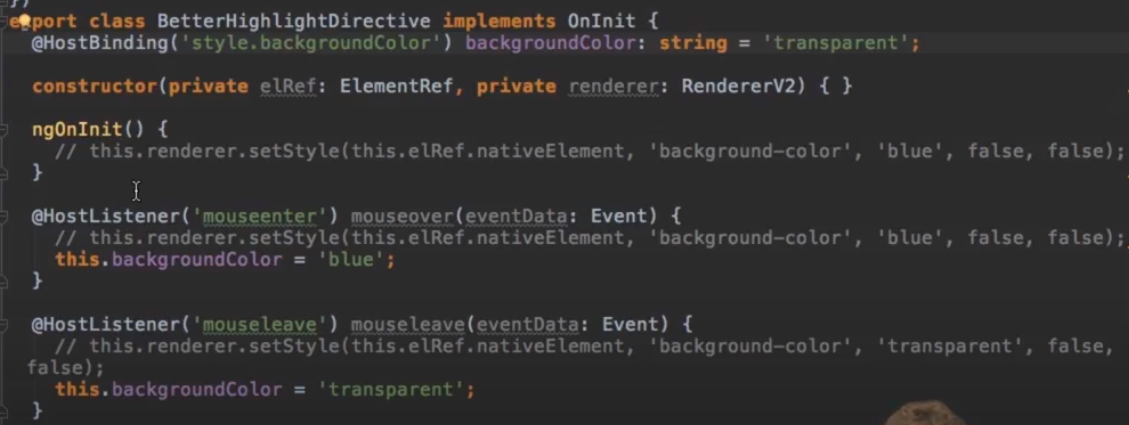 })
export class BetterHighlightDirective implements OnInit {
@HostBinding('style.backgroundColor') backgroundColor: string = 'transparent';
constructor(private elRef: ElementRef, private renderer: RendererV2) { }
ngOnInit() {
// this.renderer.setStyle(this.elRef.nativeElement, 'background-color', 'blue', false, false);
}
@HostListener('mouseenter') mouseover(eventData: Event) {
// this.renderer.setStyle(this.elRef.nativeElement, 'background-color', 'blue', false, false);
this.backgroundColor = 'blue';
}
@HostListener('mouseleave') mouseleave(eventData: Event) {
// this.renderer.setStyle(this.elRef.nativeElement, 'background-color', 'transparent', false,
false);
this.backgroundColor = 'transparent';
}